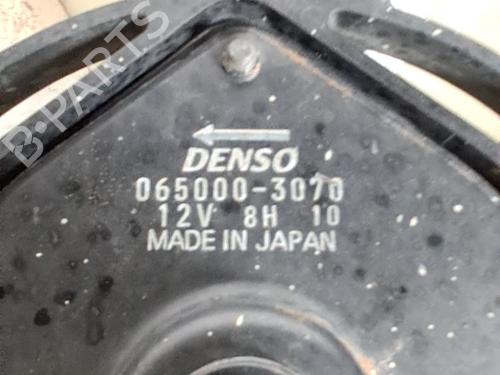 B-PARTS
DENSO
065000-3070
12V 8H 10
MADE IN JAPAN